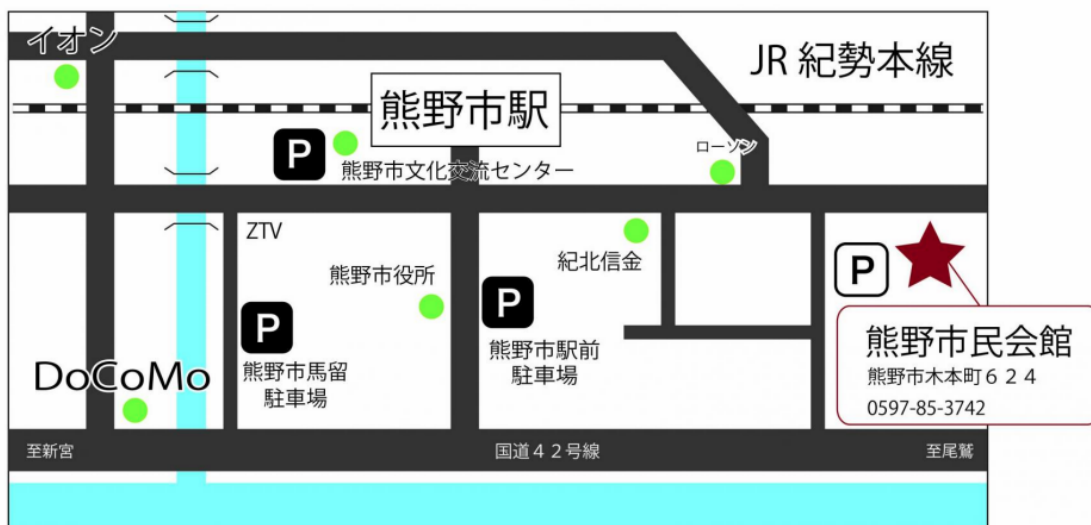 イオン
JR 紀勢本線
熊野市駅
P
熊野市文化交流センター
ローソン
ZTV
熊野市役所
紀北信金
P
P
P
熊野市馬留
駐車場
熊野市駅前
駐車場
DoCoMo
熊野市民会館
熊野市木本町６２４
0597-85-3742
至新宮
国道４２号線
至尾鷲